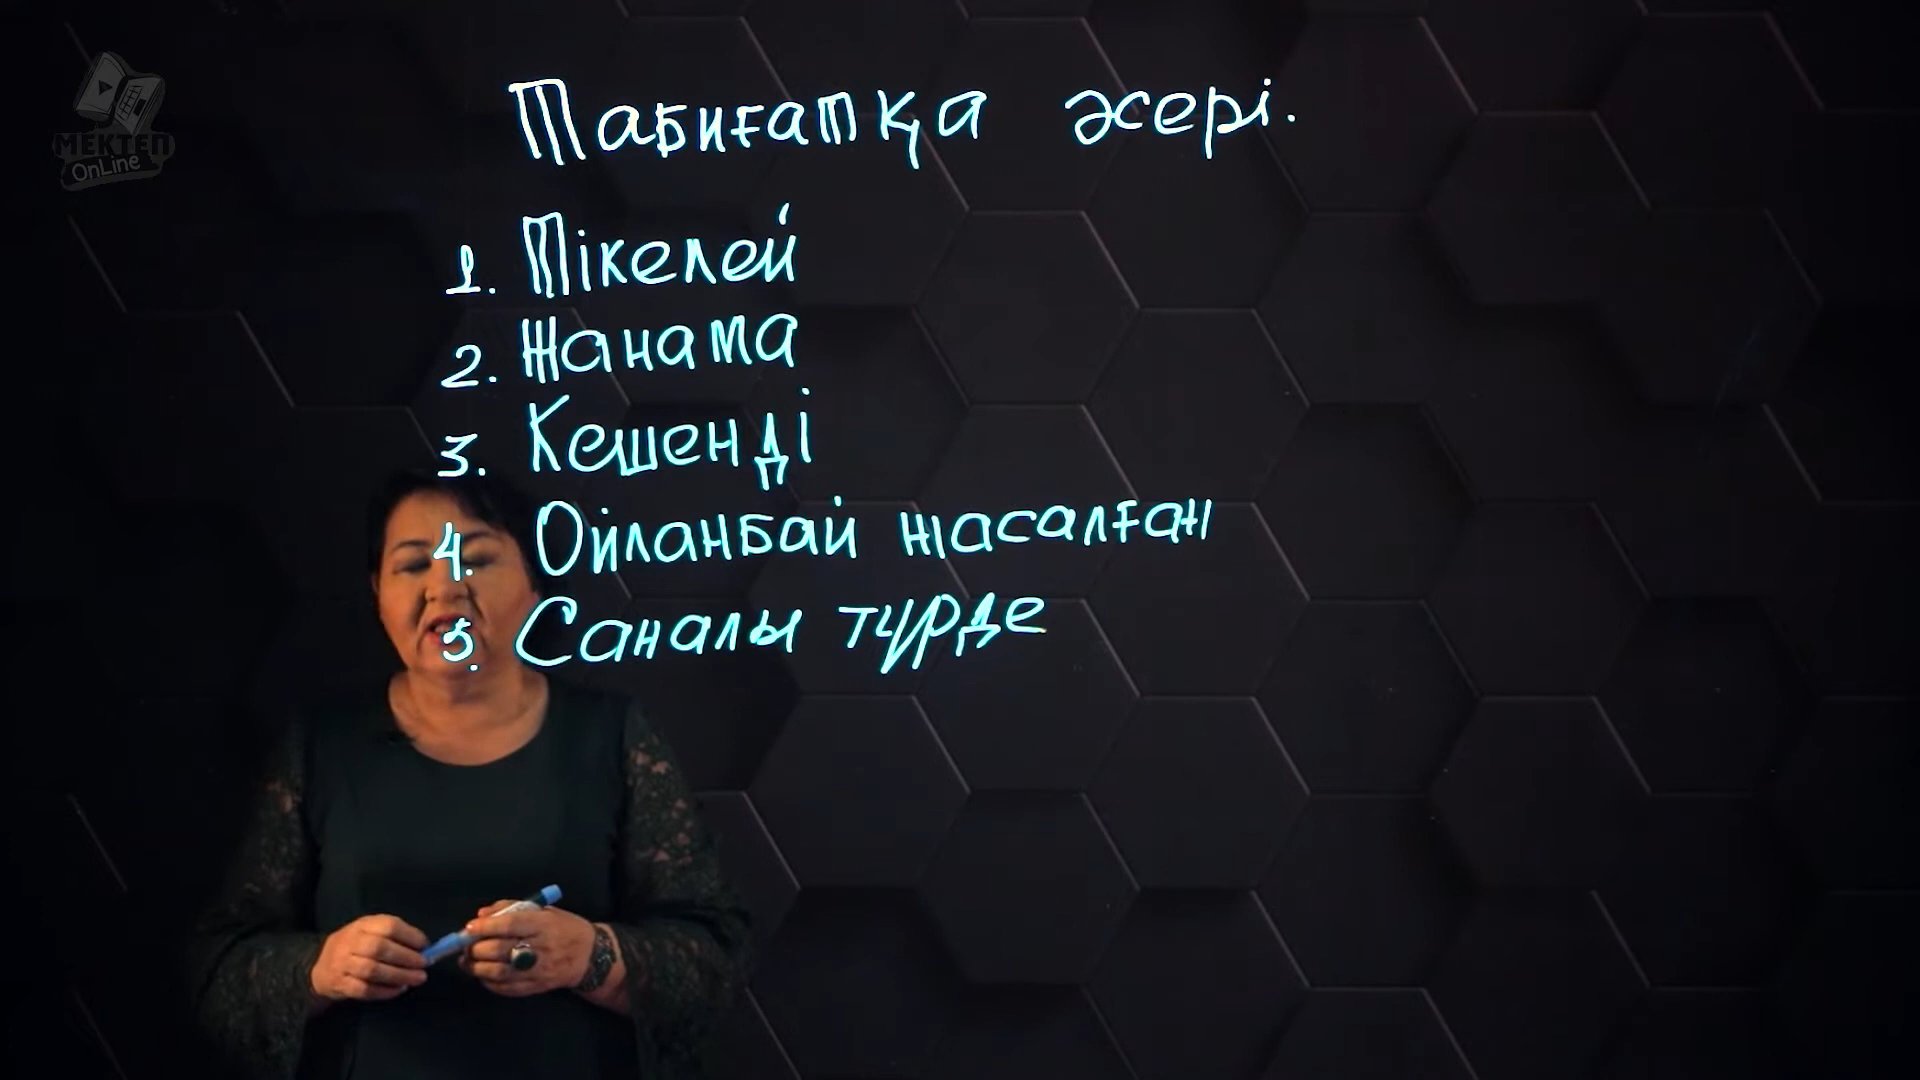 МЕКТЕП
OnLine
Табиғатқа әсері.
1. Тікелей
2. Жанама
3. Кешенді
4. Ойланбай жасалған
5. Саналы түрде